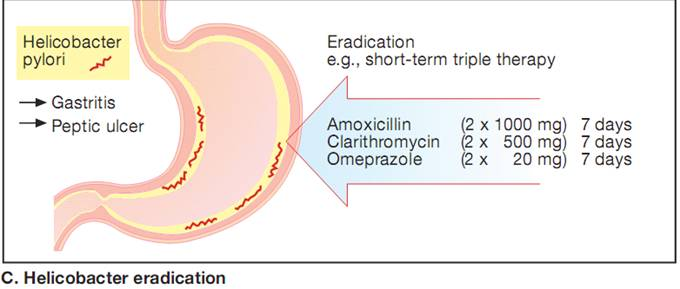 Helicobacter
pylori
→ Gastritis
→ Peptic ulcer
Eradication
e.g., short-term triple therapy
Amoxicillin (2 x 1000 mg) 7 days
Clarithromycin (2 x 500 mg) 7 days
Omeprazole (2 x 20 mg) 7 days
C. Helicobacter eradication